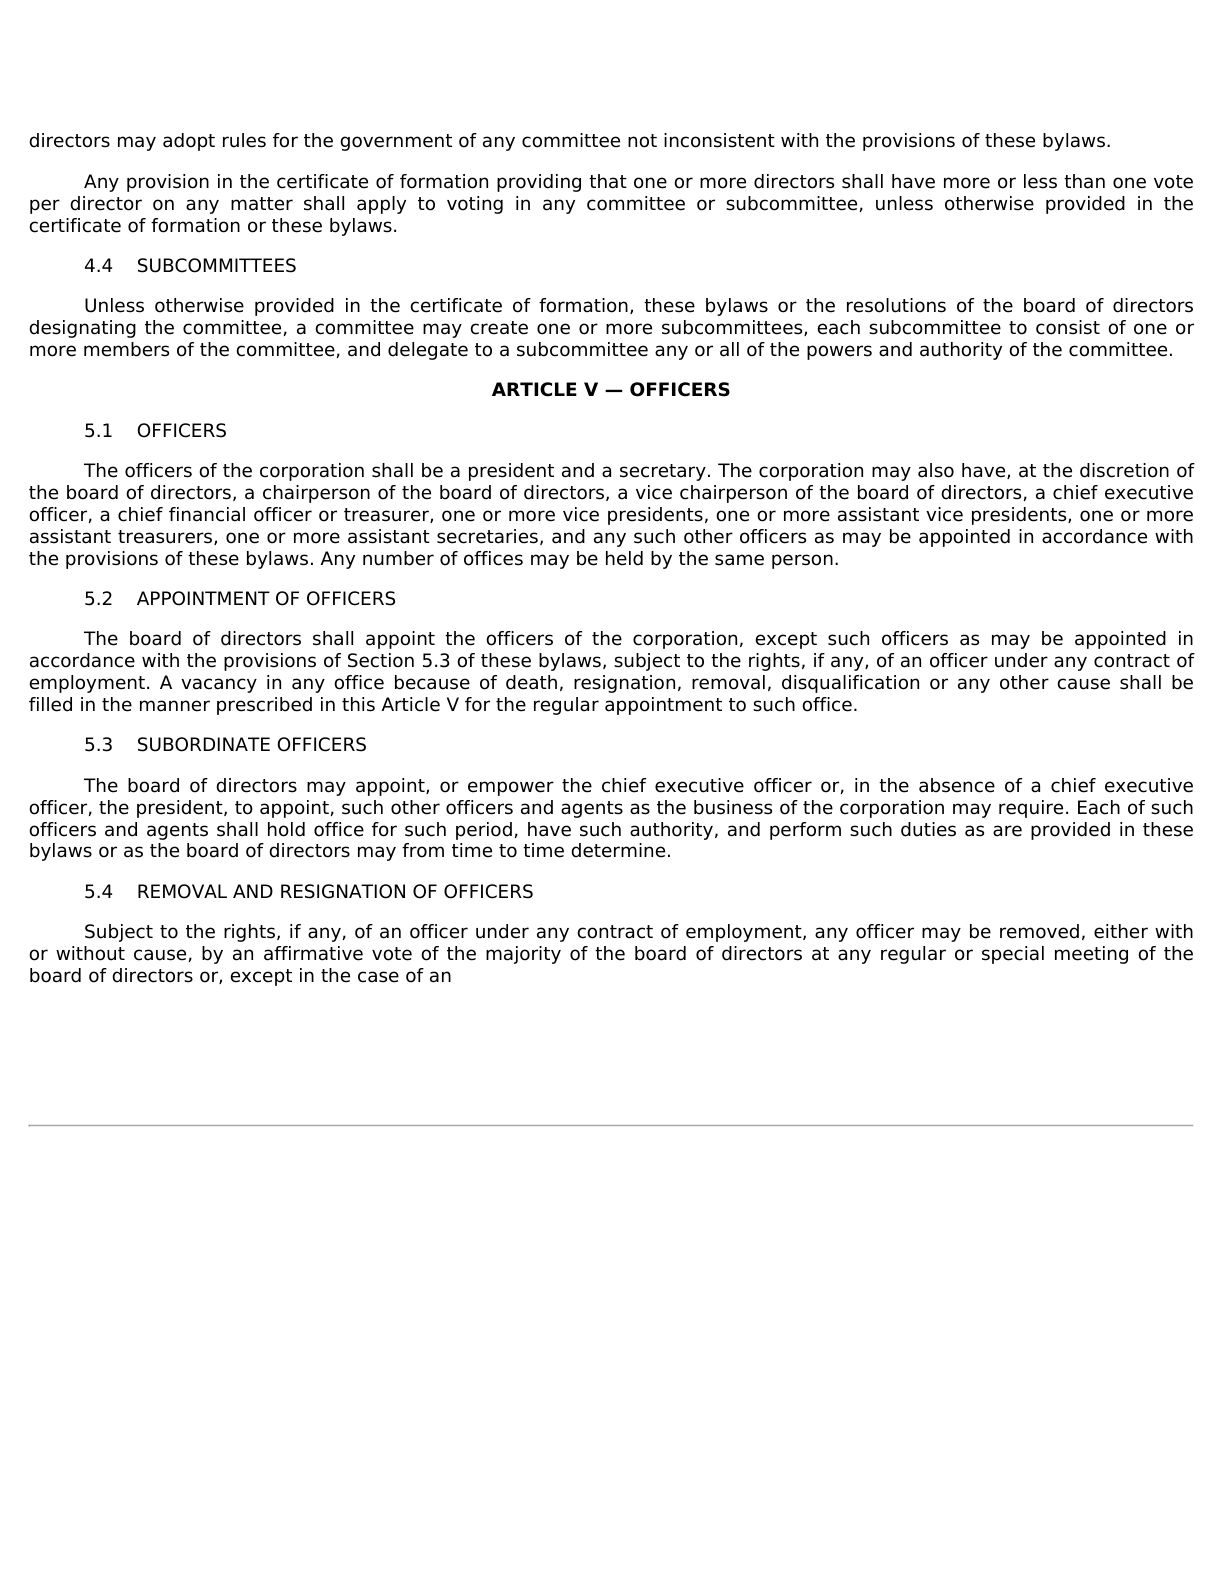 directors may adopt rules for the government of any committee not inconsistent with the provisions of these bylaws.
Any provision in the certificate of formation providing that one or more directors shall have more or less than one vote
per director on any matter shall apply to voting in any committee or subcommittee, unless otherwise provided in the
certificate of formation or these bylaws.
4.4 SUBCOMMITTEES
Unless otherwise provided in the certificate of formation, these bylaws or the resolutions of the board of directors
designating the committee, a committee may create one or more subcommittees, each subcommittee to consist of one or
more members of the committee, and delegate to a subcommittee any or all of the powers and authority of the committee.
ARTICLE V — OFFICERS
5.1 OFFICERS
The officers of the corporation shall be a president and a secretary. The corporation may also have, at the discretion of
the board of directors, a chairperson of the board of directors, a vice chairperson of the board of directors, a chief executive
officer, a chief financial officer or treasurer, one or more vice presidents, one or more assistant vice presidents, one or more
assistant treasurers, one or more assistant secretaries, and any such other officers as may be appointed in accordance with
the provisions of these bylaws. Any number of offices may be held by the same person.
5.2 APPOINTMENT OF OFFICERS
The board of directors shall appoint the officers of the corporation, except such officers as may be appointed in
accordance with the provisions of Section 5.3 of these bylaws, subject to the rights, if any, of an officer under any contract of
employment. A vacancy in any office because of death, resignation, removal, disqualification or any other cause shall be
filled in the manner prescribed in this Article V for the regular appointment to such office.
5.3 SUBORDINATE OFFICERS
The board of directors may appoint, or empower the chief executive officer or, in the absence of a chief executive
officer, the president, to appoint, such other officers and agents as the business of the corporation may require. Each of such
officers and agents shall hold office for such period, have such authority, and perform such duties as are provided in these
bylaws or as the board of directors may from time to time determine.
5.4 REMOVAL AND RESIGNATION OF OFFICERS
Subject to the rights, if any, of an officer under any contract of employment, any officer may be removed, either with
or without cause, by an affirmative vote of the majority of the board of directors at any regular or special meeting of the
board of directors or, except in the case of an